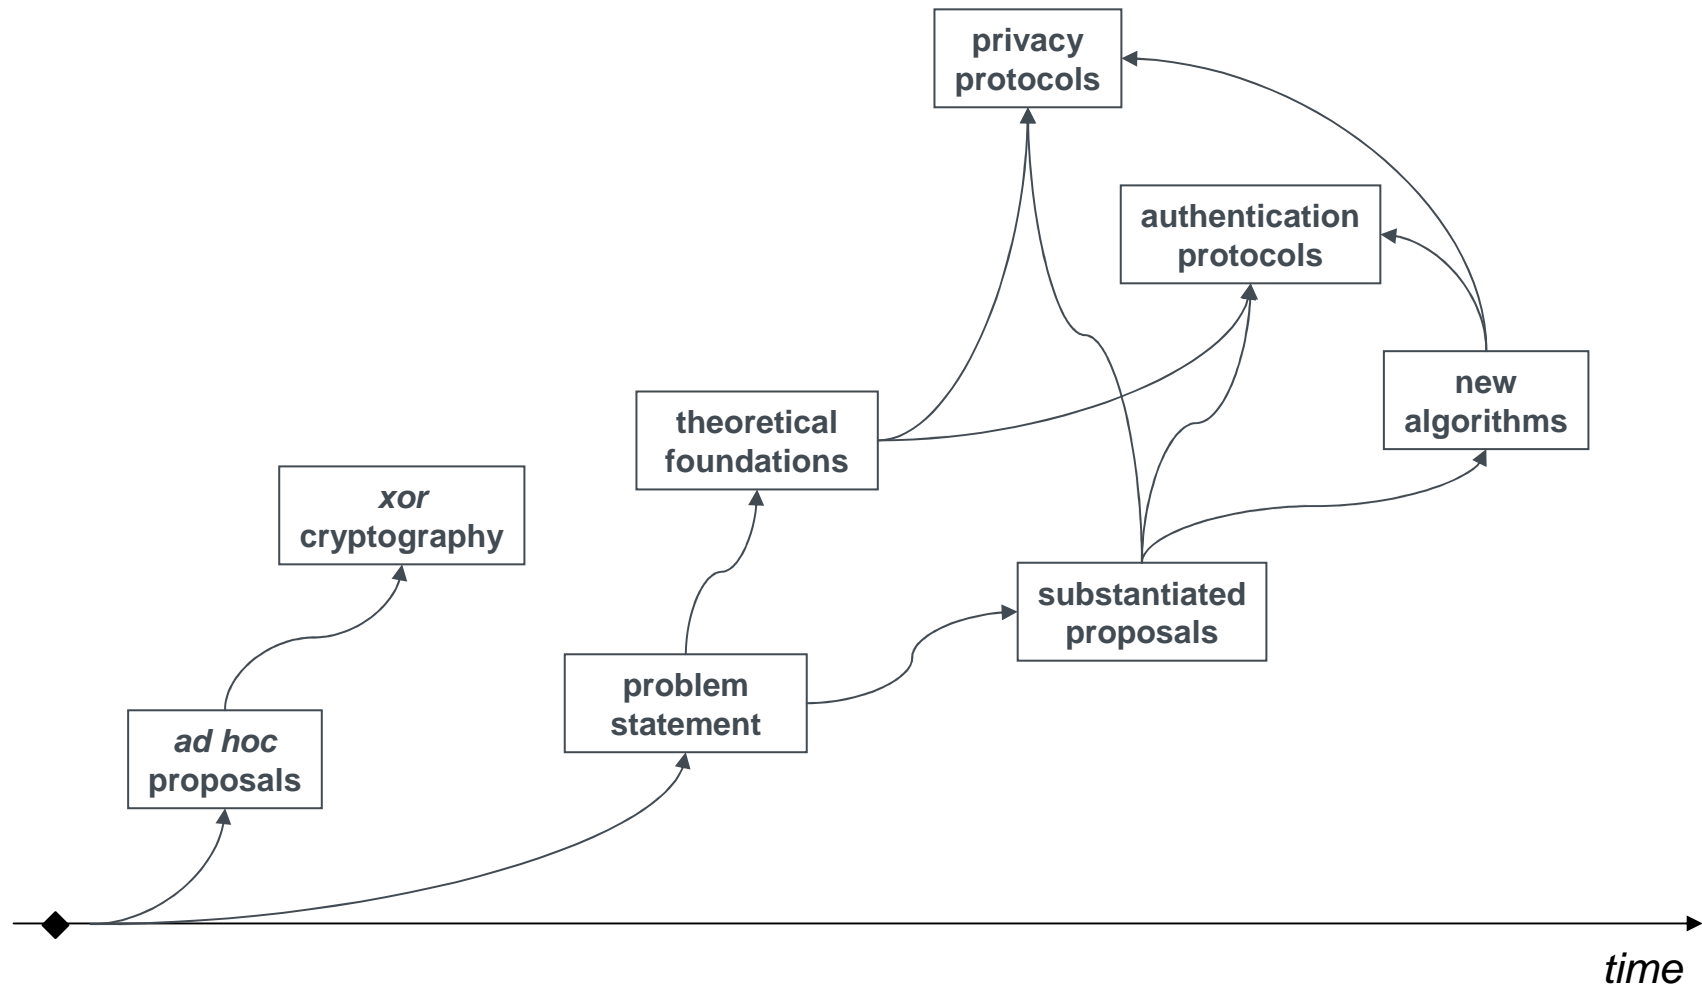 privacy
protocols
authentication
protocols
new
algorithms
theoretical
foundations
xor
cryptography
substantiated
proposals
problem
statement
ad hoc
proposals
time